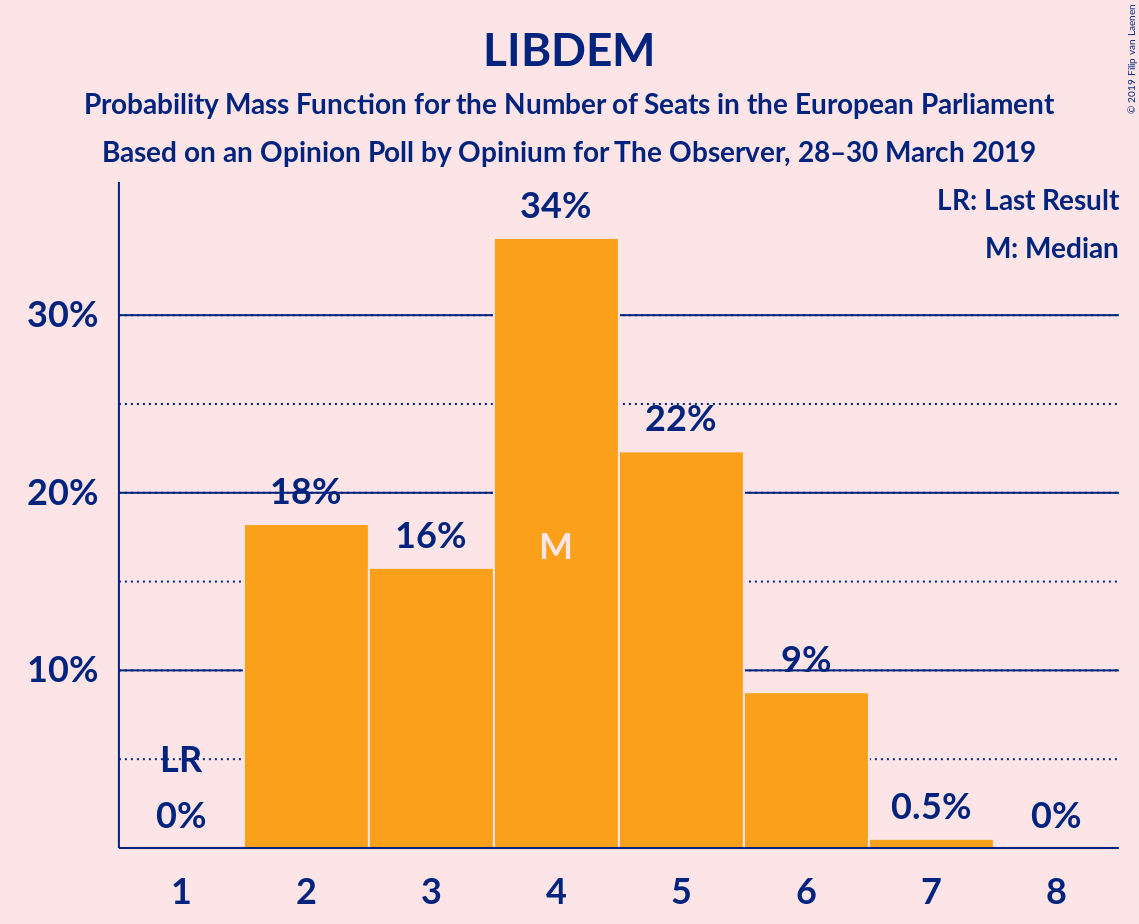 LIBDEM
Probability Mass Function for the Number of Seats in the European Parliament
Based on an Opinion Poll by Opinium for The Observer, 28–30 March 2019
© 2019 Filip van Laenen
LR: Last Result
M: Median
34%
30%
22%
20%
18%
16%
M
10%
9%
LR
0%
0.5%
0%
1 2 3 4 5 6 7 8